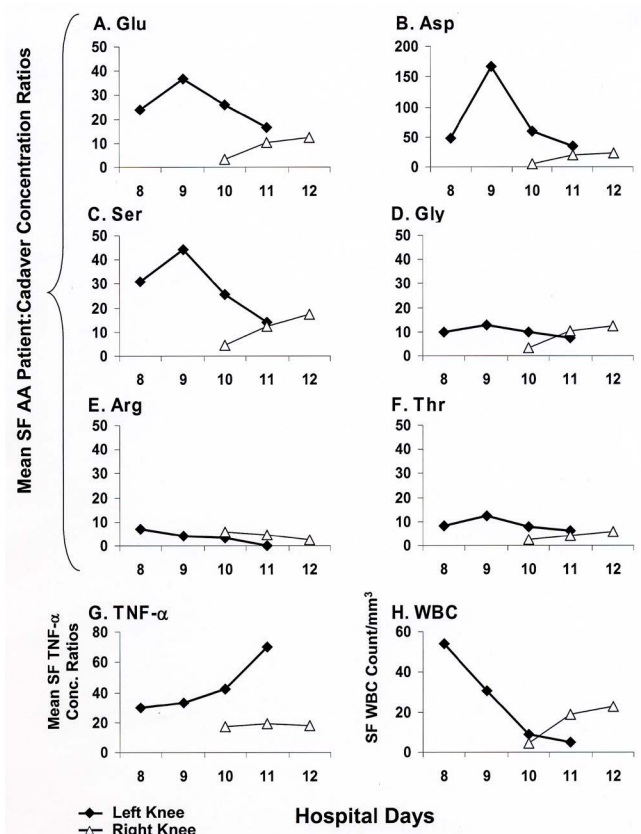 A. Glu
50
40
30
20
10
0
8 9 10 11 12
B. Asp
200
150
100
50
0
8 9 10 11 12
C. Ser
50
40
30
20
10
0
8 9 10 11 12
D. Gly
50
40
30
20
10
0
8 9 10 11 12
E. Arg
50
40
30
20
10
0
8 9 10 11 12
F. Thr
50
40
30
20
10
0
8 9 10 11 12
Mean SF AA Patient:Cadaver Concentration Ratios
G. TNF-α
Mean SF TNF-α
Conc. Ratios
80
60
40
20
0
8 9 10 11 12
H. WBC
SF WBC Count/mm³
60
40
20
0
8 9 10 11 12
Left Knee
Right Knee
Hospital Days